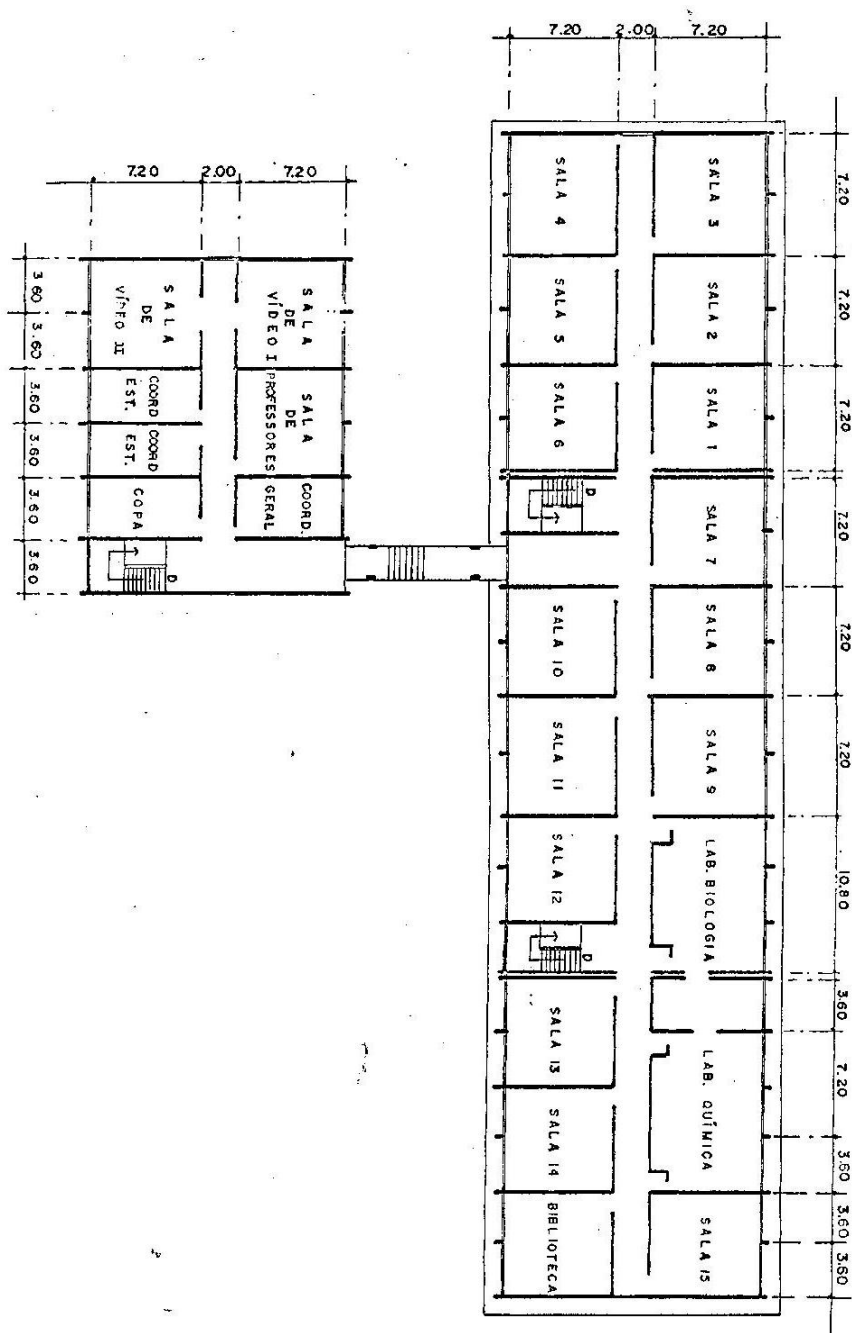 7.20 2.00 7.20
7.20 2.00 7.20
SALA 4
SALA 3
7.20
SALA 5
SALA 2
7.20
SALA 6
SALA 1
7.20
D
SALA 7
7.20
SALA 10
SALA 8
7.20
SALA 11
SALA 9
7.20
SALA 12
LAB. BIOLOGIA
10.80
D
3.60
SALA 13
LAB. QUÍMICA
7.20
SALA 14
3.60
BIBLIOTECA
SALA 15
3.60
3.60
SALA
DE
VÍDEO II
SALA
DE
VÍDEO I
3.60
3.60
COORD
EST.
COORD
EST.
SALA
DE
PROFESSORES
3.60
3.60
COPA
COORD.
GERAL
3.60
D
3.60